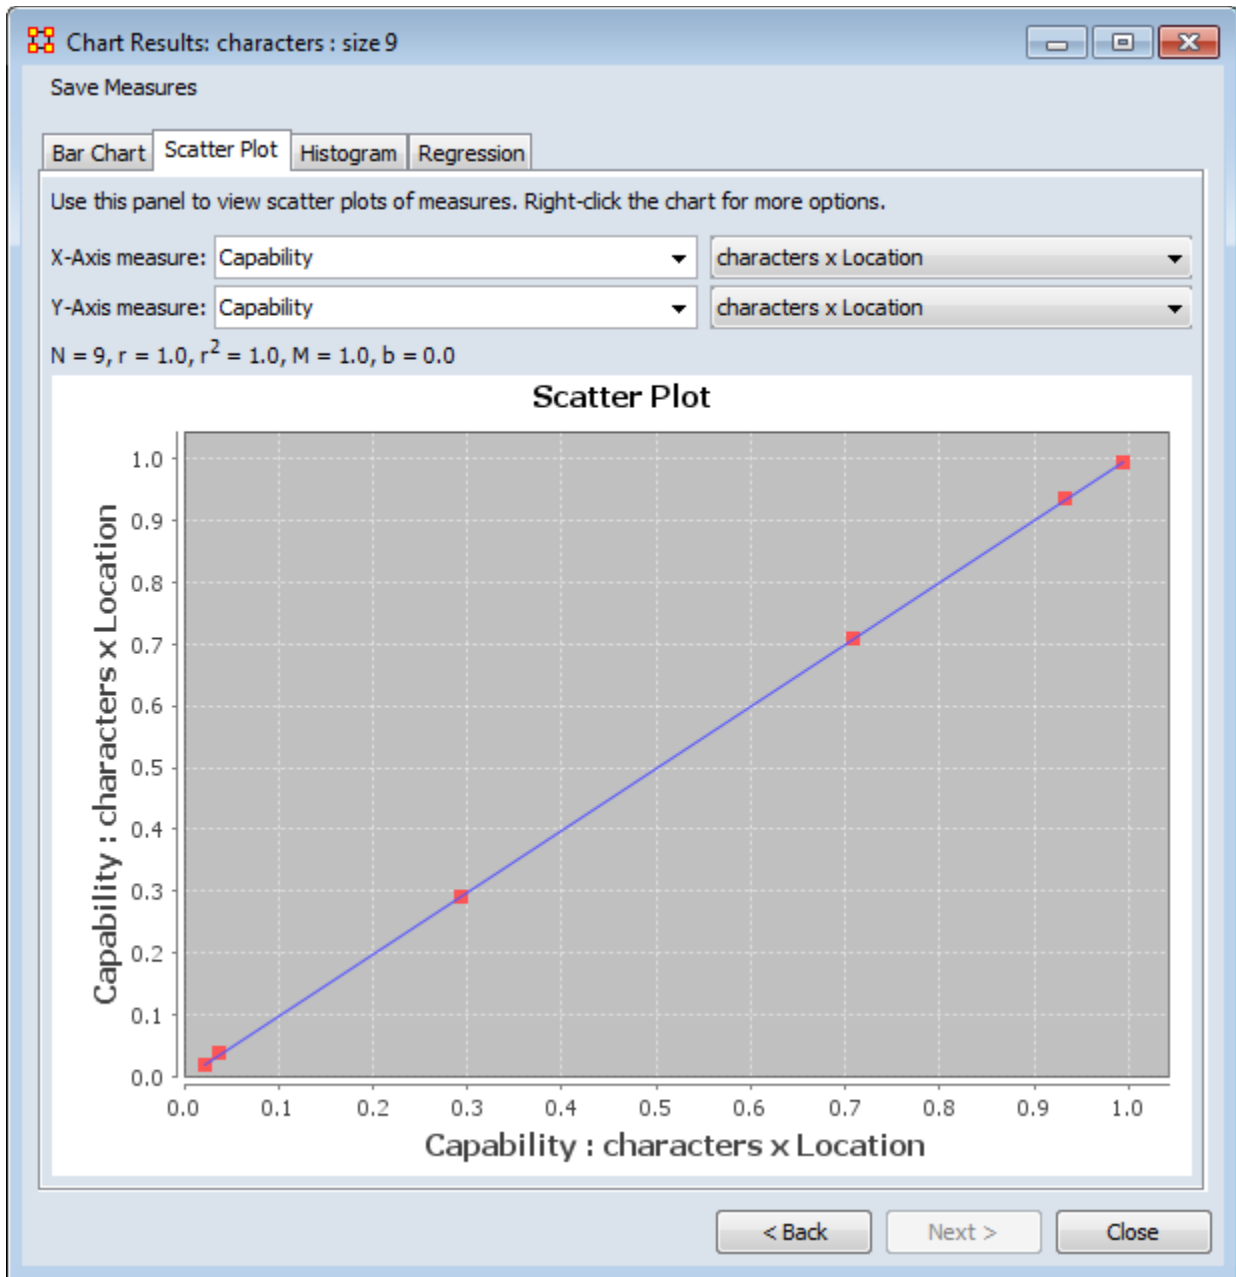 Chart Results: characters : size 9
Save Measures
Bar Chart Scatter Plot Histogram Regression
Use this panel to view scatter plots of measures. Right-click the chart for more options.
X-Axis measure: Capability characters x Location
Y-Axis measure: Capability characters x Location
N = 9, r = 1.0, r² = 1.0, M = 1.0, b = 0.0
Scatter Plot
Capability : characters x Location
1.0
0.9
0.8
0.7
0.6
0.5
0.4
0.3
0.2
0.1
0.0
0.0 0.1 0.2 0.3 0.4 0.5 0.6 0.7 0.8 0.9 1.0
Capability : characters x Location
< Back Next > Close